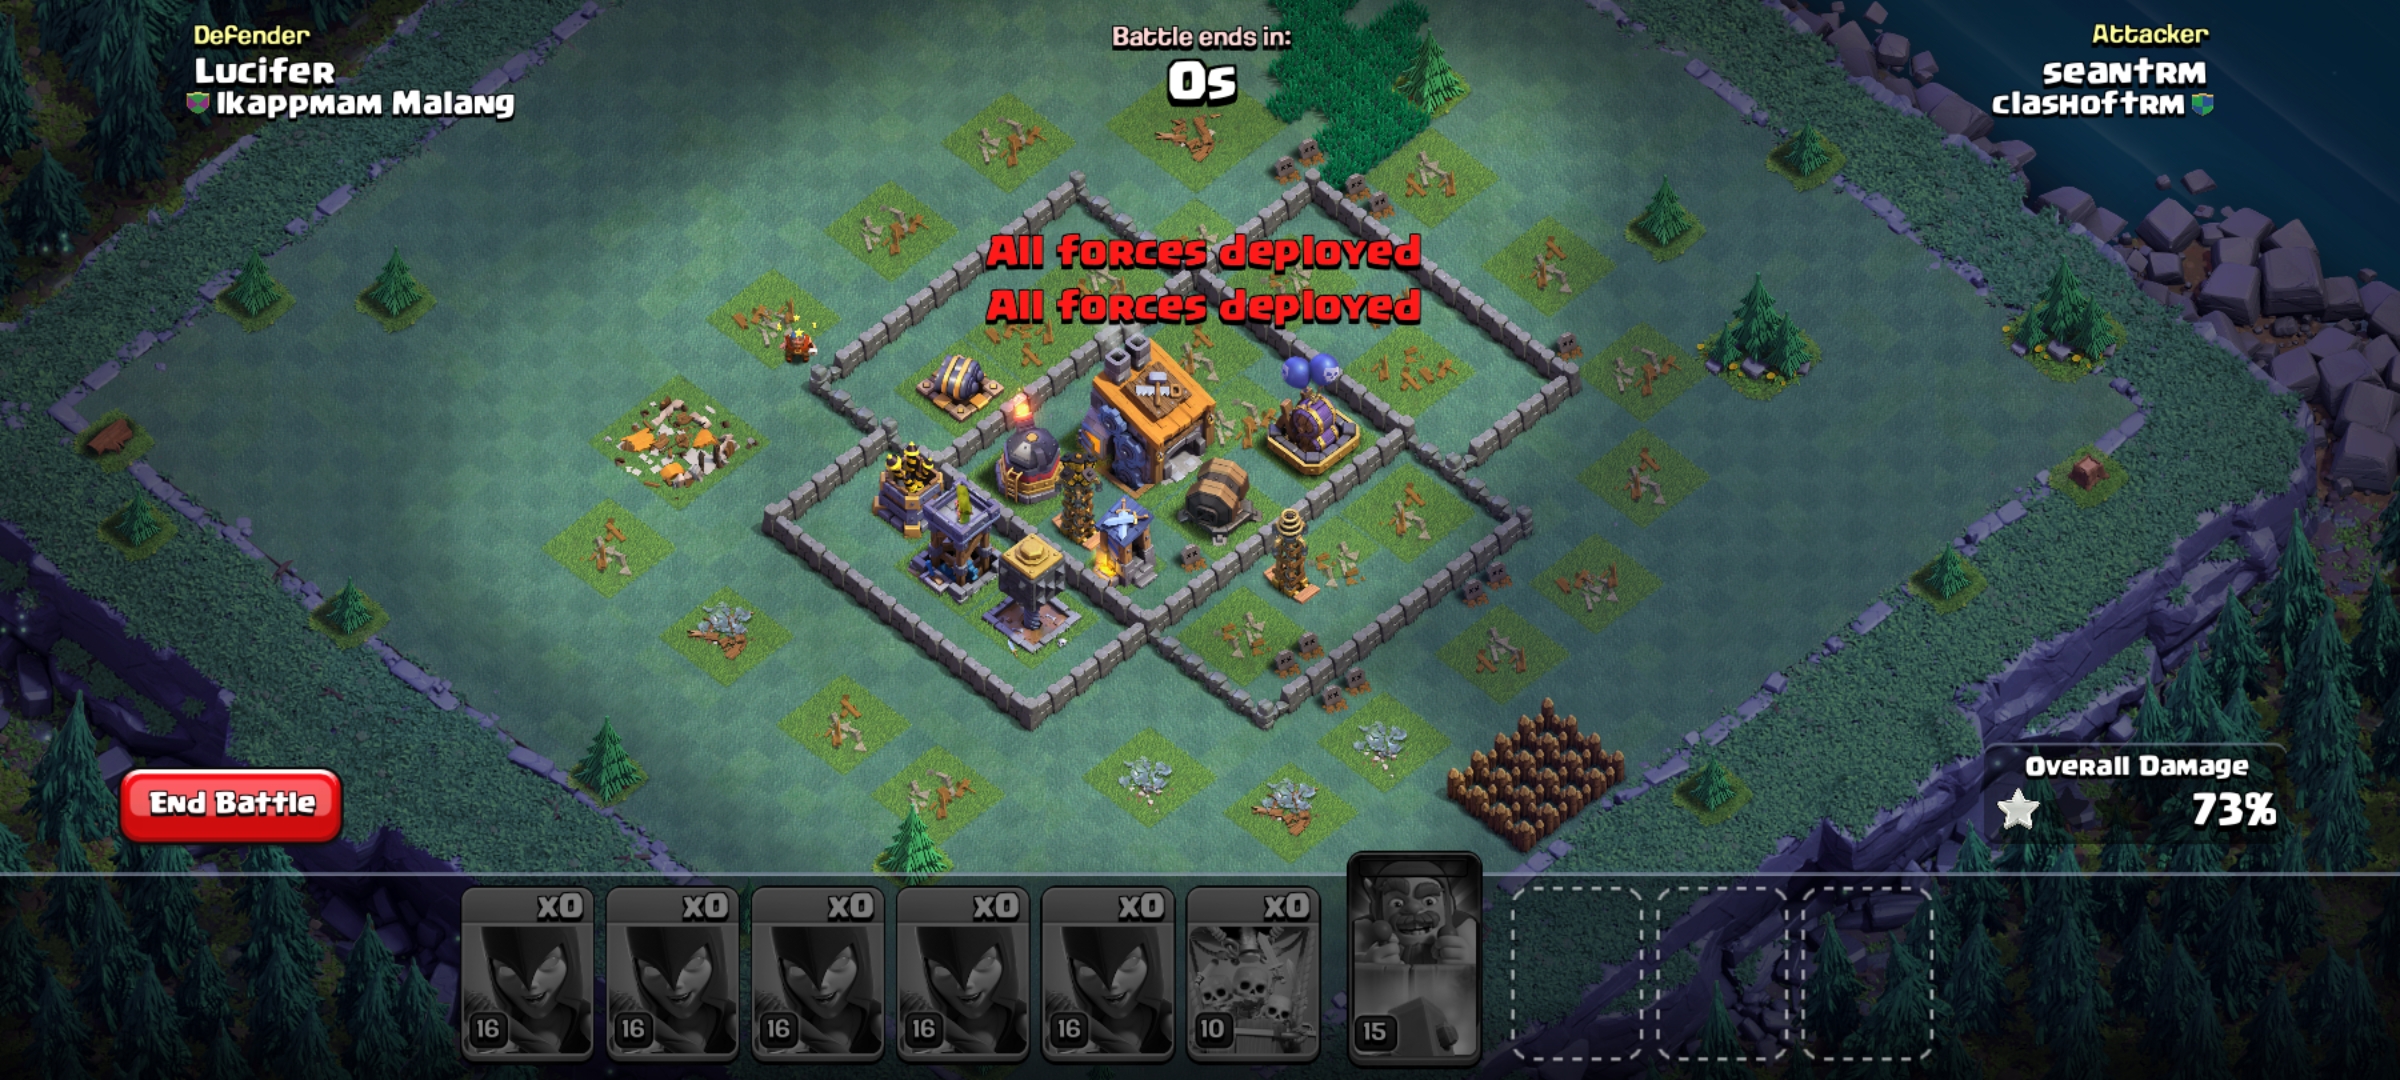 Defender
Lucifer
Ikappmam Malang
Battle ends in:
0s
Attacker
seantRM
clashoftRM
All forces deployed
All forces deployed
End Battle
Overall Damage
73%
x0
x0
x0
x0
x0
x0
16
16
16
16
16
10
15